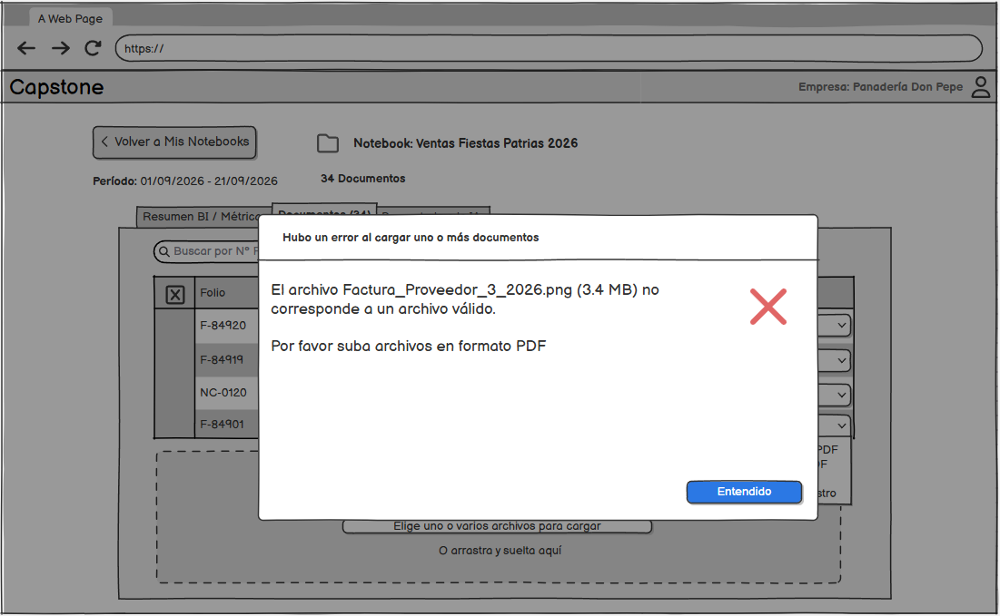 A Web Page
https://
Capstone
Empresa: Panadería Don Pepe
Volver a Mis Notebooks
Notebook: Ventas Fiestas Patrias 2026
Período: 01/09/2026 - 21/09/2026
34 Documentos
Resumen BI / Métrica
Documentos (34)
Buscar por N° F
Hubo un error al cargar uno o más documentos
El archivo Factura_Proveedor_3_2026.png (3.4 MB) no
corresponde a un archivo válido.
Por favor suba archivos en formato PDF
Entendido
Folio
F-84920
F-84919
NC-0120
F-84901
PDF
stro
Elige uno o varios archivos para cargar
O arrastra y suelta aquí